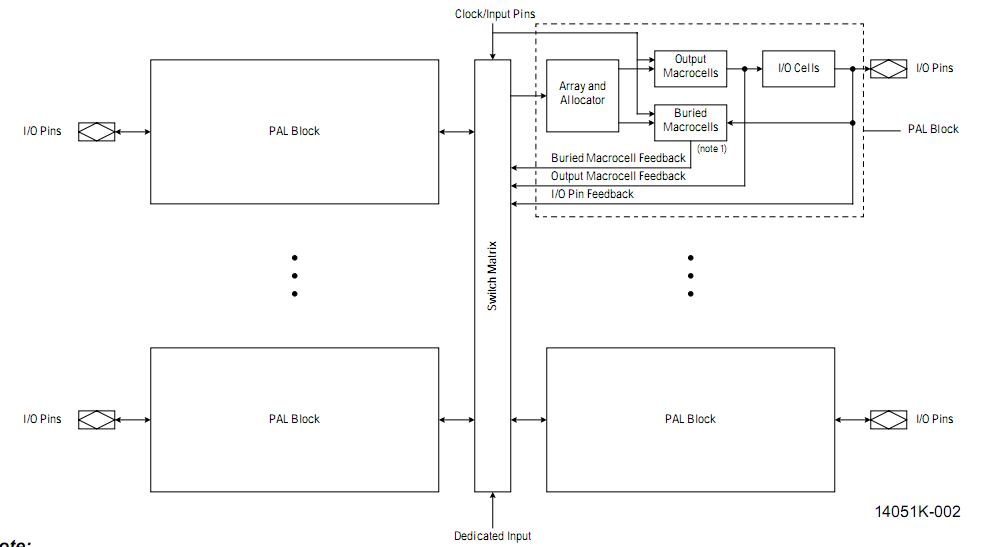 Clock/Input Pins
I/O Pins
PAL Block
Array and
Allocator
Output
Macrocells
I/O Cells
I/O Pins
Buried
Macrocells
(note 1)
PAL Block
Buried Macrocell Feedback
Output Macrocell Feedback
I/O Pin Feedback
Switch Matrix
I/O Pins
PAL Block
PAL Block
I/O Pins
14051K-002
Dedicated Input